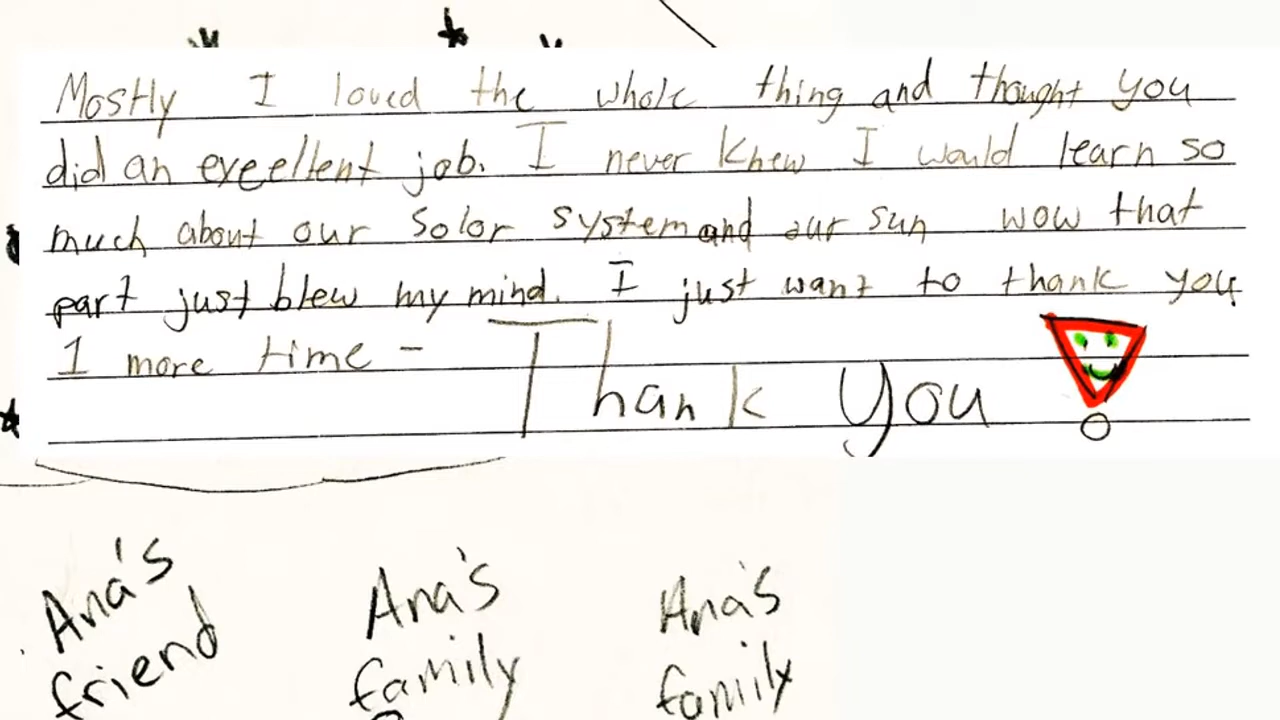 Mostly I loved the whole thing and thought you
did an exeellent job. I never knew I would learn so
much about our Solor system and our sun wow that
part just blew my mind. I just want to thank you
1 more time -
Thank you
Ana's
friend
Ana's
family
Ana's
family